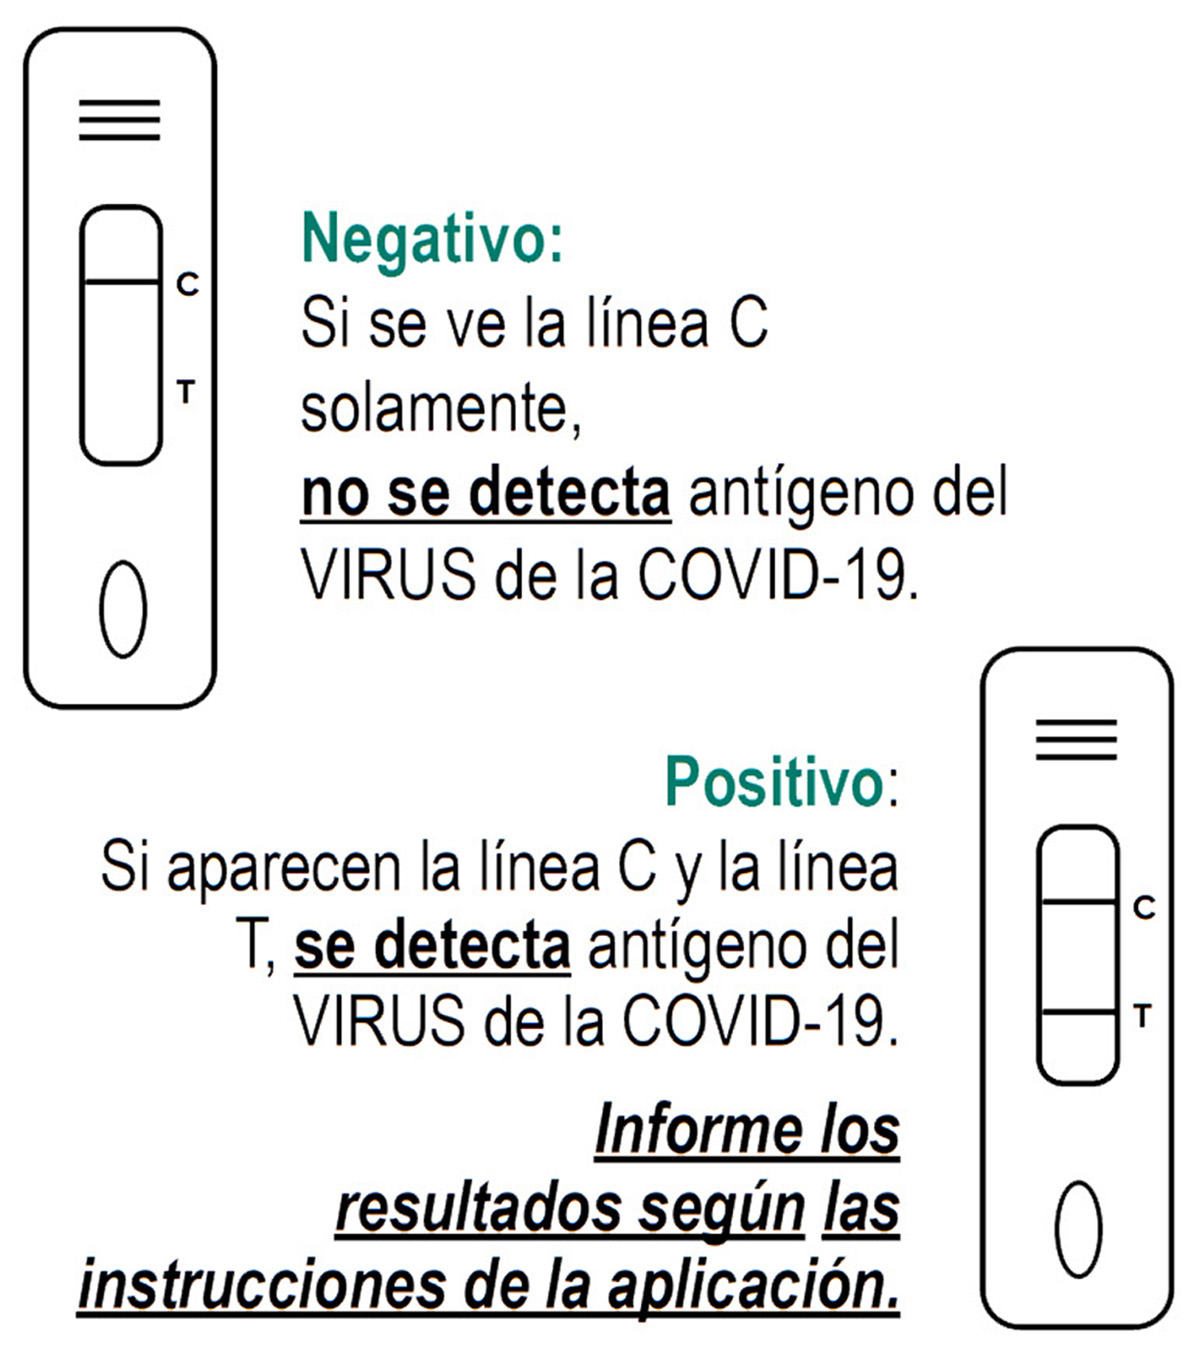 C
T
Negativo:
Si se ve la línea C
solamente,
no se detecta antígeno del
VIRUS de la COVID-19.
Positivo:
Si aparecen la línea C y la línea
T, se detecta antígeno del
VIRUS de la COVID-19.
C
T
Informe los
resultados según las
instrucciones de la aplicación.